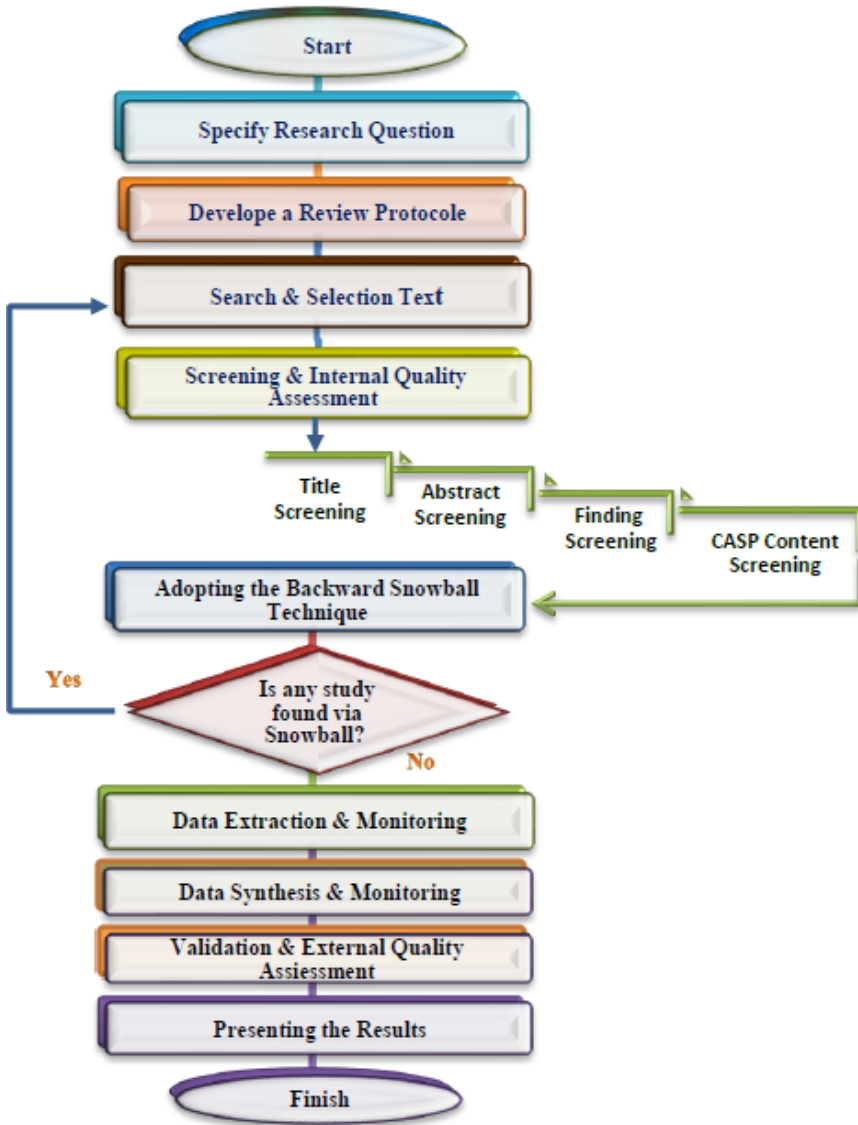 Start
Specify Research Question
Develope a Review Protocole
Search & Selection Text
Screening & Internal Quality
Assessment
Title
Screening
Abstract
Screening
Finding
Screening
CASP Content
Screening
Adopting the Backward Snowball
Technique
Is any study
found via
Snowball?
Yes
No
Data Extraction & Monitoring
Data Synthesis & Monitoring
Validation & External Quality
Assiessment
Presenting the Results
Finish